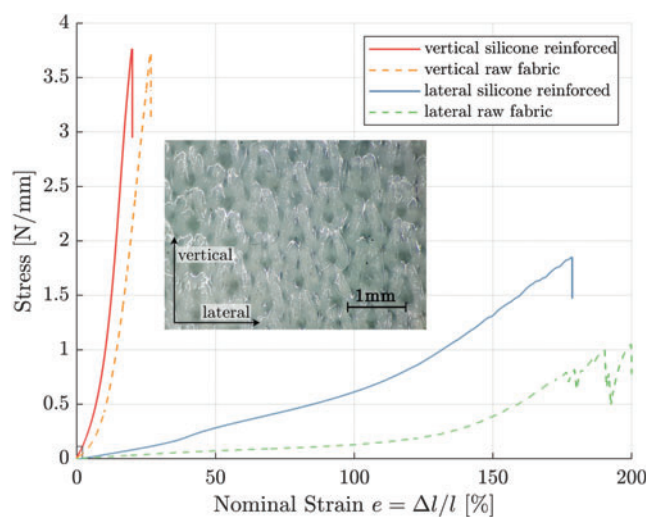 4
3.5
3
2.5
2
1.5
1
0.5
0
Stress [N/mm]
vertical silicone reinforced
vertical raw fabric
lateral silicone reinforced
lateral raw fabric
vertical
lateral
1mm
0 50 100 150 200
Nominal Strain e = Δl/l [%]